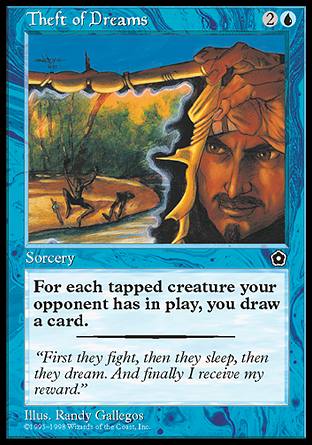 Theft of Dreams 2
Sorcery
For each tapped creature your
opponent has in play, you draw
a card.
“First they fight, then they sleep, then
they dream. And finally I receive my
reward.”
Illus. Randy Gallegos
©1995–1998 Wizards of the Coast, Inc.